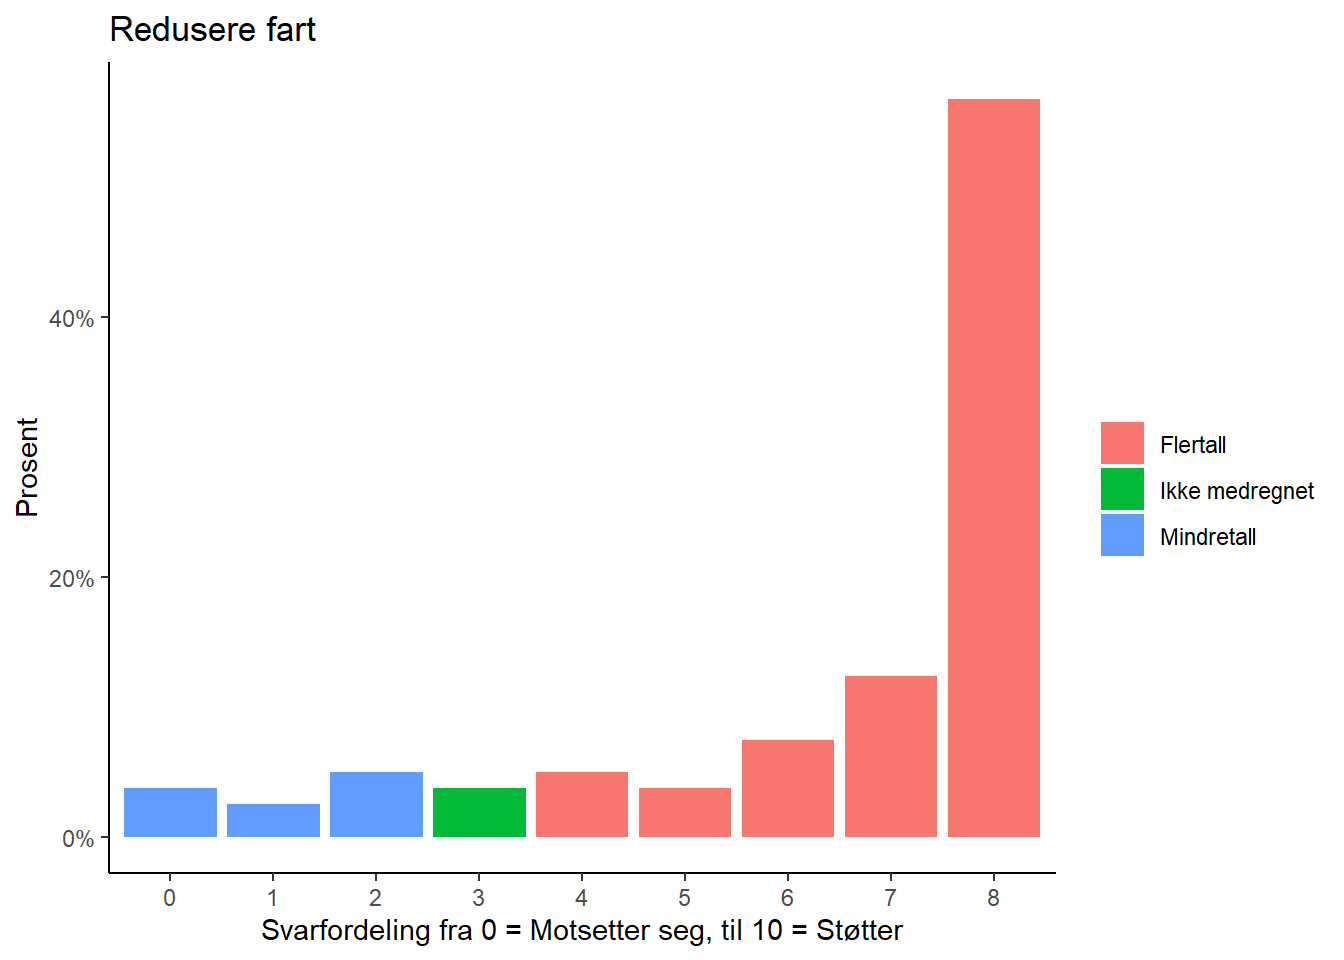 Redusere fart
Prosent
40%
20%
0%
0 1 2 3 4 5 6 7 8
Svarfordeling fra 0 = Motsetter seg, til 10 = Støtter
Flertall
Ikke medregnet
Mindretall